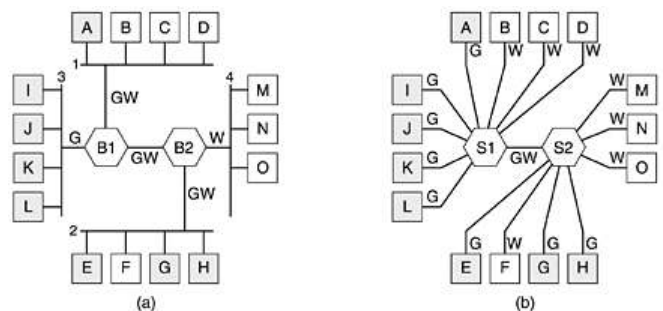 A B C D
1
GW
3
I
J
K
L
G
B1
GW
B2
W
4
M
N
O
GW
2
E F G H
(a)
A B C D
G W W W
I G
J G
K G
L G
S1
GW
S2
W M
W N
W O
G W G G
E F G H
(b)